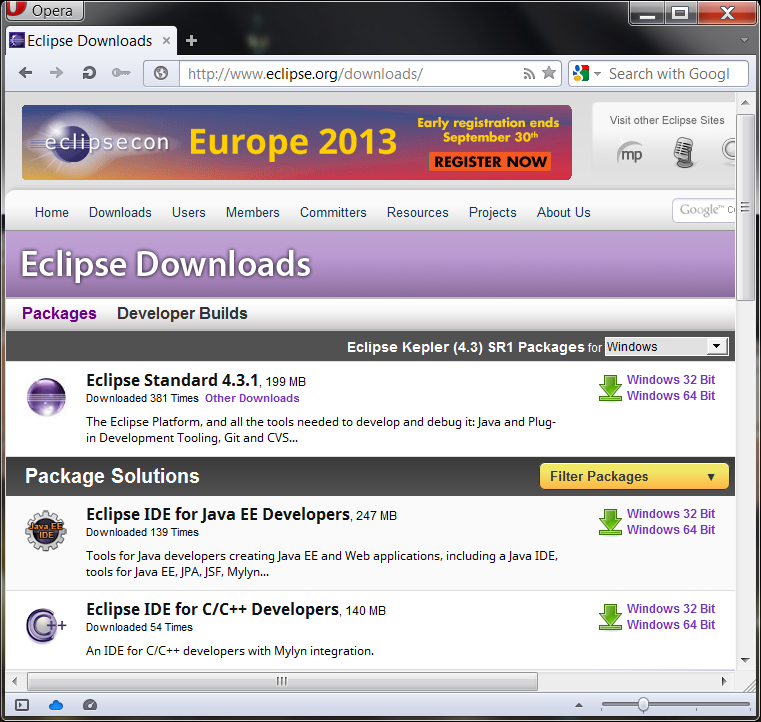 Opera
Eclipse Downloads
http://www.eclipse.org/downloads/
Search with Googl
eclipsecon
Europe 2013
Early registration ends
September 30th
REGISTER NOW
Visit other Eclipse Sites
mp
Home Downloads Users Members Committers Resources Projects About Us
Google™ C
Eclipse Downloads
Packages Developer Builds
Eclipse Kepler (4.3) SR1 Packages for Windows
Eclipse Standard 4.3.1, 199 MB
Downloaded 381 Times Other Downloads
The Eclipse Platform, and all the tools needed to develop and debug it: Java and Plug-
in Development Tooling, Git and CVS...
Windows 32 Bit
Windows 64 Bit
Package Solutions
Filter Packages
Java EE
IDE
Eclipse IDE for Java EE Developers, 247 MB
Downloaded 139 Times
Tools for Java developers creating Java EE and Web applications, including a Java IDE,
tools for Java EE, JPA, JSF, Mylyn...
Windows 32 Bit
Windows 64 Bit
C++
Eclipse IDE for C/C++ Developers, 140 MB
Downloaded 54 Times
An IDE for C/C++ developers with Mylyn integration.
Windows 32 Bit
Windows 64 Bit